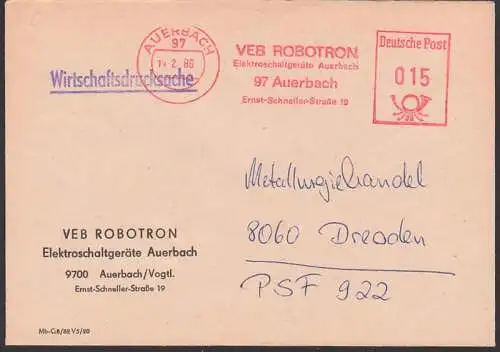 AUERBACH
97
14.2.86
VEB ROBOTRON
Elektroschaltgeräte Auerbach
97 Auerbach
Ernst-Schneller-Straße 19
Deutsche Post
015
Wirtschaftsdrucksache
Metallurgiehandel
8060 Dresden
PSF 922
VEB ROBOTRON
Elektroschaltgeräte Auerbach
9700 Auerbach/Vogtl.
Ernst-Schneller-Straße 19